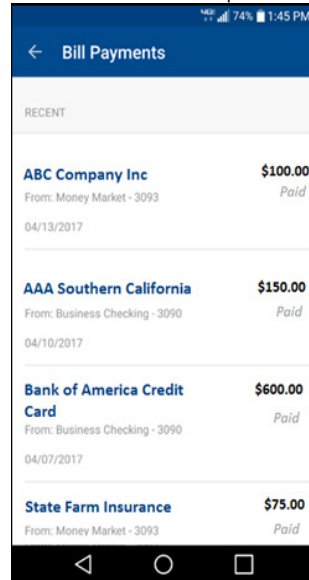 74% 1:45 PM
Bill Payments
RECENT
ABC Company Inc $100.00
From: Money Market - 3093 Paid
04/13/2017
AAA Southern California $150.00
From: Business Checking - 3090 Paid
04/10/2017
Bank of America Credit $600.00
Card Paid
From: Business Checking - 3090
04/07/2017
State Farm Insurance $75.00
From: Money Market - 3093 Paid